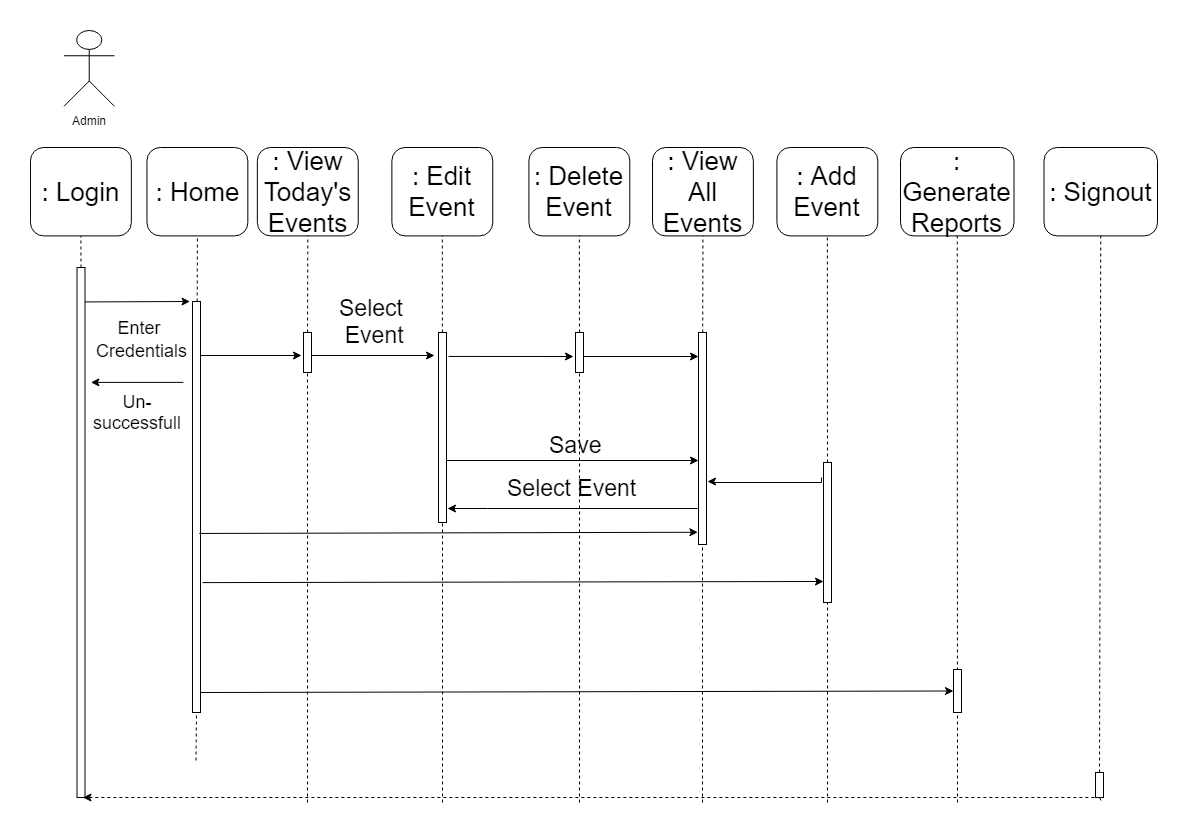 Admin
: Login
: Home
: View
Today's
Events
: Edit
Event
: Delete
Event
: View
All
Events
: Add
Event
:
Generate
Reports
: Signout
Select
Event
Enter
Credentials
Un-
successfull
Save
Select Event